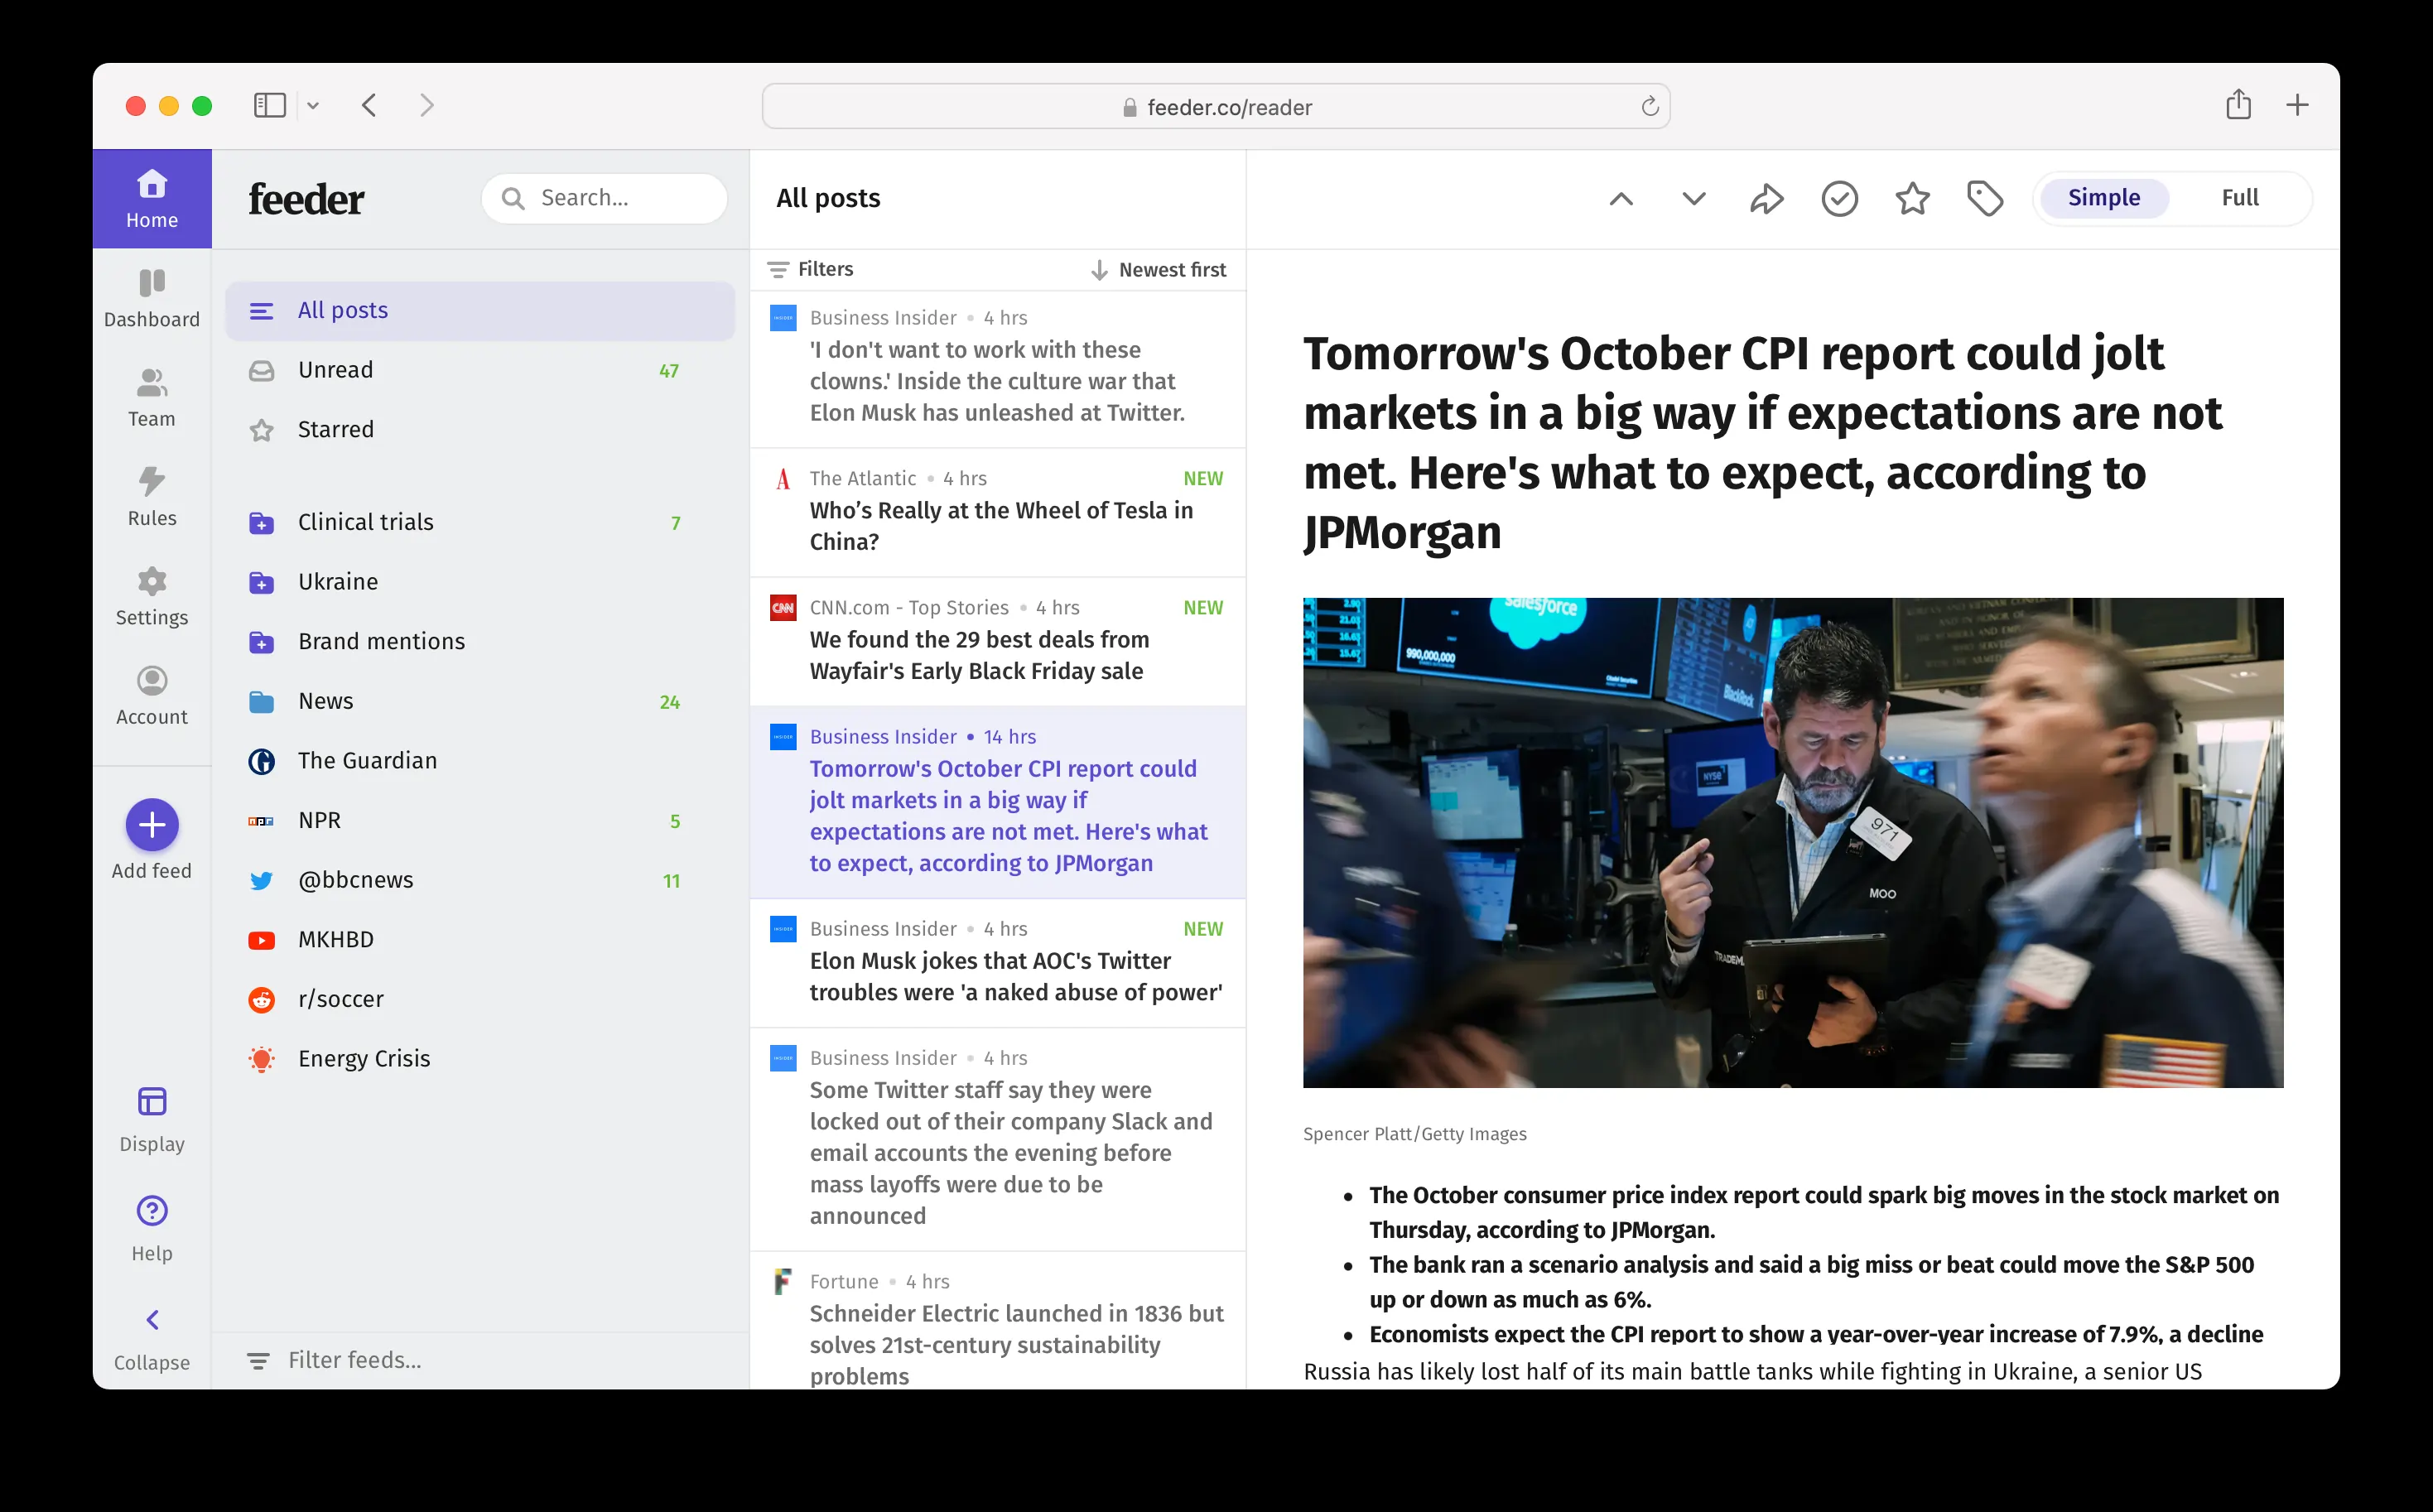 feeder.co/reader
Home
Dashboard
Team
Rules
Settings
Account
Add feed
Display
Help
Collapse
feeder
Search...
All posts
Unread 47
Starred
Clinical trials 7
Ukraine
Brand mentions
News 24
The Guardian
NPR 5
@bbcnews 11
MKHBD
r/soccer
Energy Crisis
Filter feeds...
All posts
Filters
Newest first
Business Insider • 4 hrs
'I don't want to work with these
clowns.' Inside the culture war that
Elon Musk has unleashed at Twitter.
The Atlantic • 4 hrs NEW
Who’s Really at the Wheel of Tesla in
China?
CNN
CNN.com - Top Stories • 4 hrs NEW
We found the 29 best deals from
Wayfair's Early Black Friday sale
Business Insider • 14 hrs
Tomorrow's October CPI report could
jolt markets in a big way if
expectations are not met. Here's what
to expect, according to JPMorgan
Business Insider • 4 hrs NEW
Elon Musk jokes that AOC's Twitter
troubles were 'a naked abuse of power'
Business Insider • 4 hrs
Some Twitter staff say they were
locked out of their company Slack and
email accounts the evening before
mass layoffs were due to be
announced
Fortune • 4 hrs
Schneider Electric launched in 1836 but
solves 21st-century sustainability
problems
Simple
Full
Tomorrow's October CPI report could jolt
markets in a big way if expectations are not
met. Here's what to expect, according to
JPMorgan
salesforce
990,000,000
BlackRock
NYSE
971
MOO
Spencer Platt/Getty Images
• The October consumer price index report could spark big moves in the stock market on
Thursday, according to JPMorgan.
• The bank ran a scenario analysis and said a big miss or beat could move the S&P 500
up or down as much as 6%.
• Economists expect the CPI report to show a year-over-year increase of 7.9%, a decline
Russia has likely lost half of its main battle tanks while fighting in Ukraine, a senior US